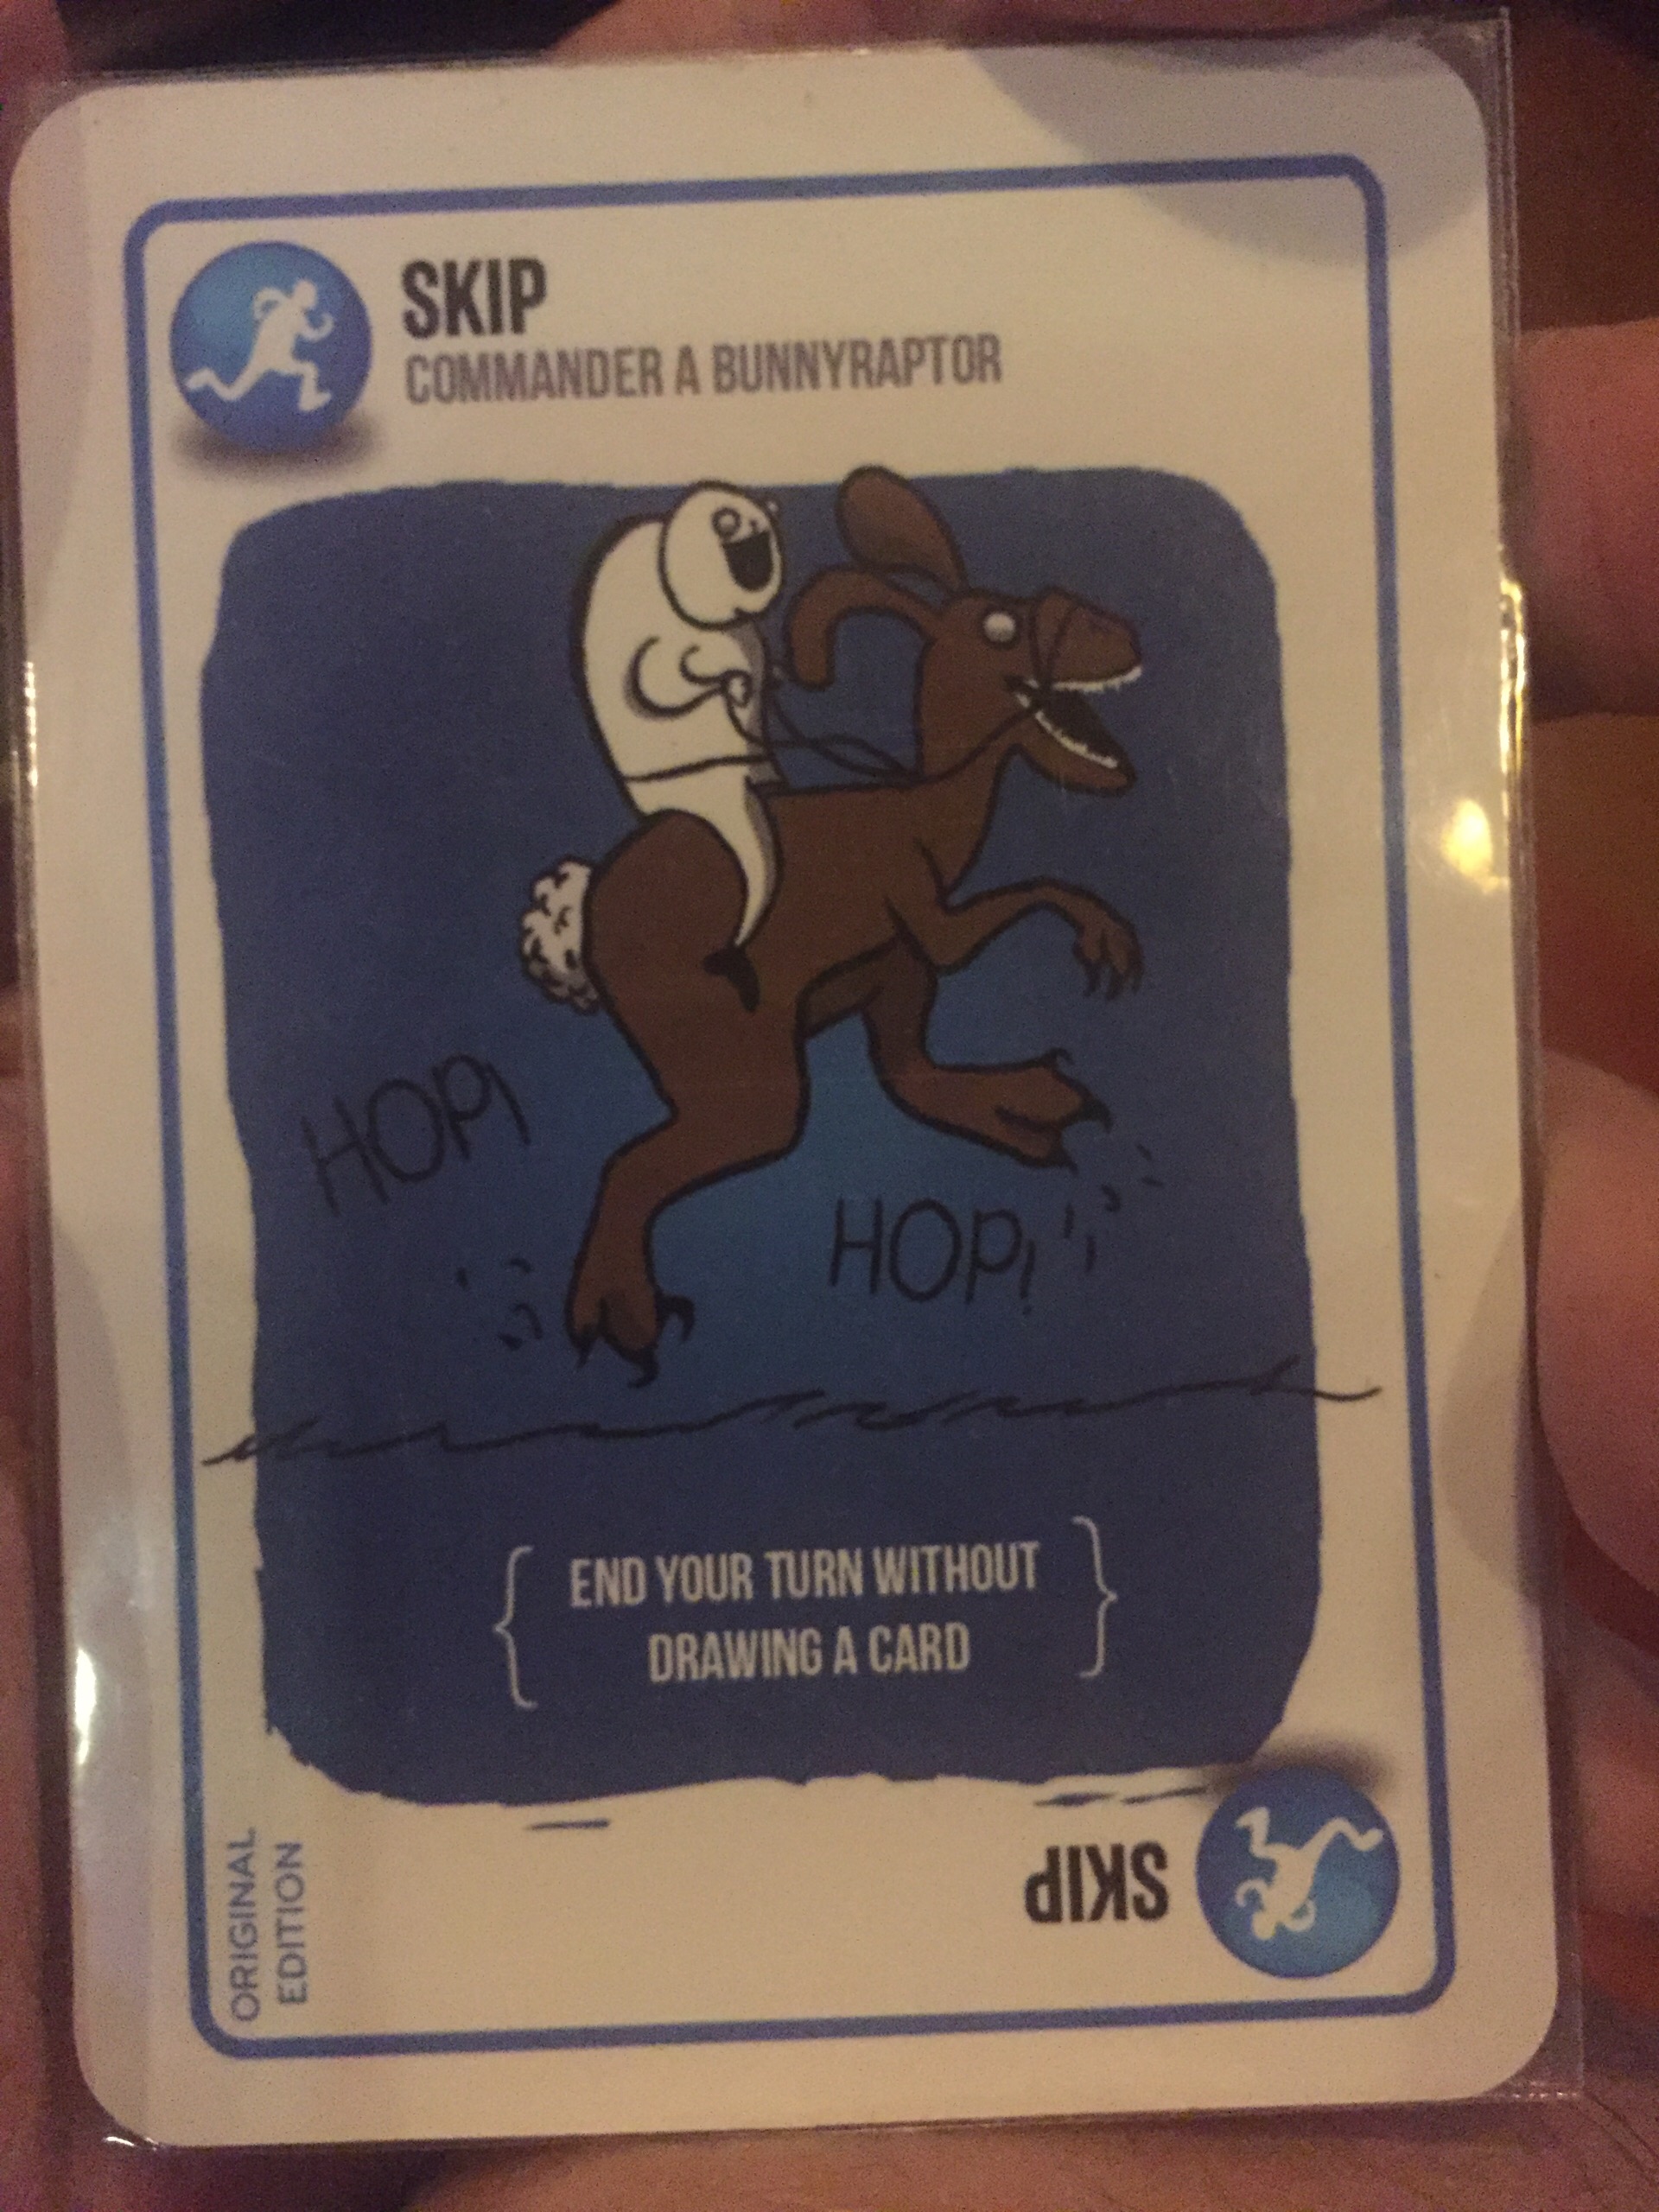 SKIP
COMMANDER A BUNNYRAPTOR
HOP!
HOP!
END YOUR TURN WITHOUT
DRAWING A CARD
SKIP
ORIGINAL
EDITION